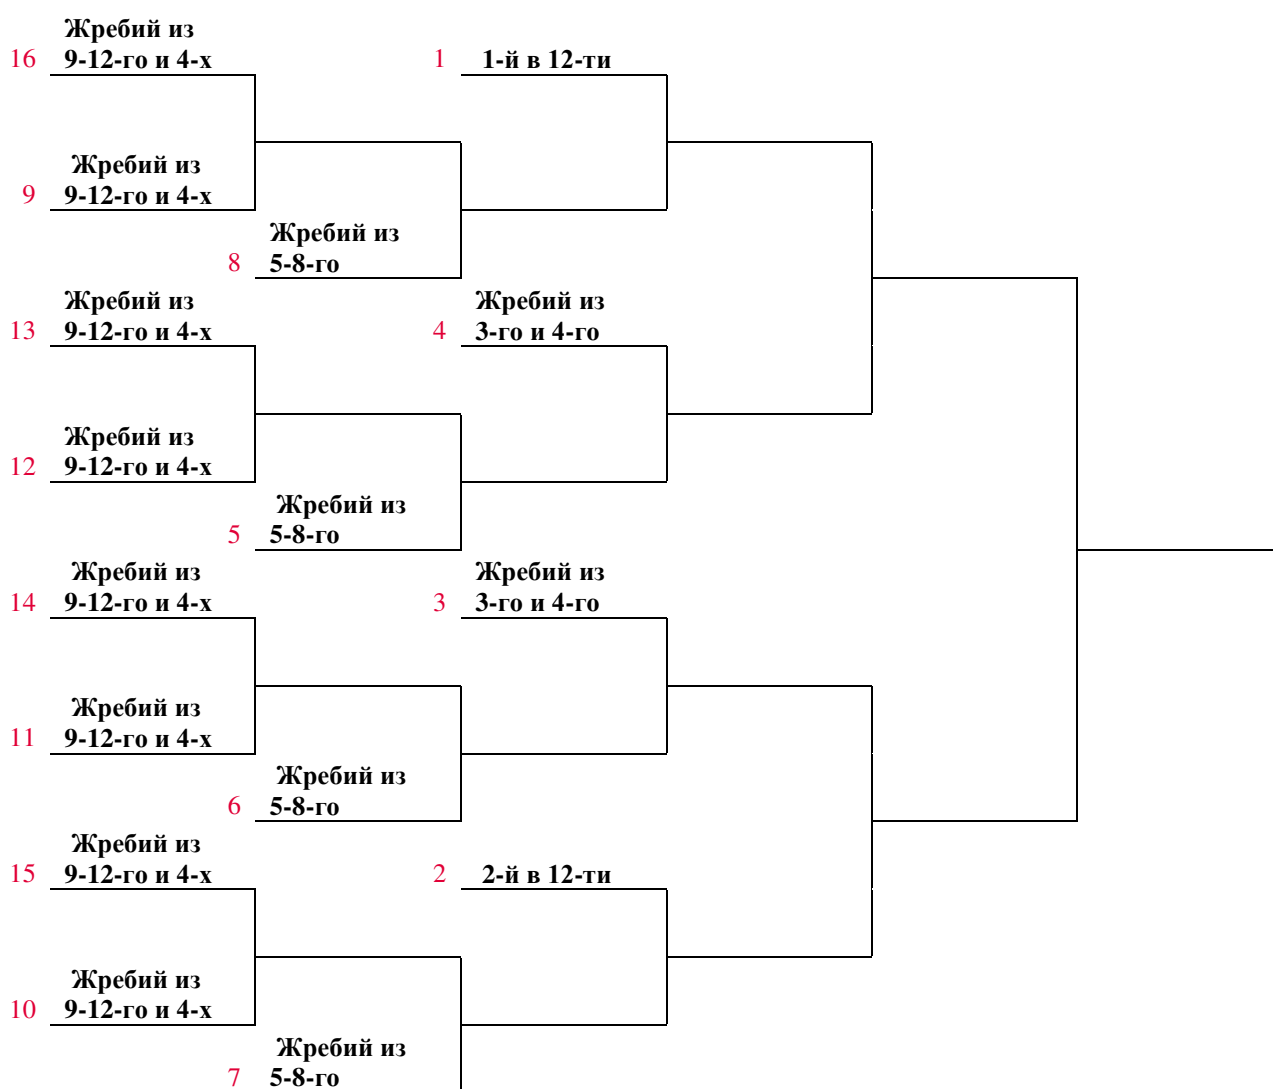 Жребий из
16 9-12-го и 4-х
1 1-й в 12-ти
Жребий из
9 9-12-го и 4-х
Жребий из
8 5-8-го
Жребий из
13 9-12-го и 4-х
Жребий из
4 3-го и 4-го
Жребий из
12 9-12-го и 4-х
Жребий из
5 5-8-го
Жребий из
14 9-12-го и 4-х
Жребий из
3 3-го и 4-го
Жребий из
11 9-12-го и 4-х
Жребий из
6 5-8-го
Жребий из
15 9-12-го и 4-х
2 2-й в 12-ти
Жребий из
10 9-12-го и 4-х
Жребий из
7 5-8-го